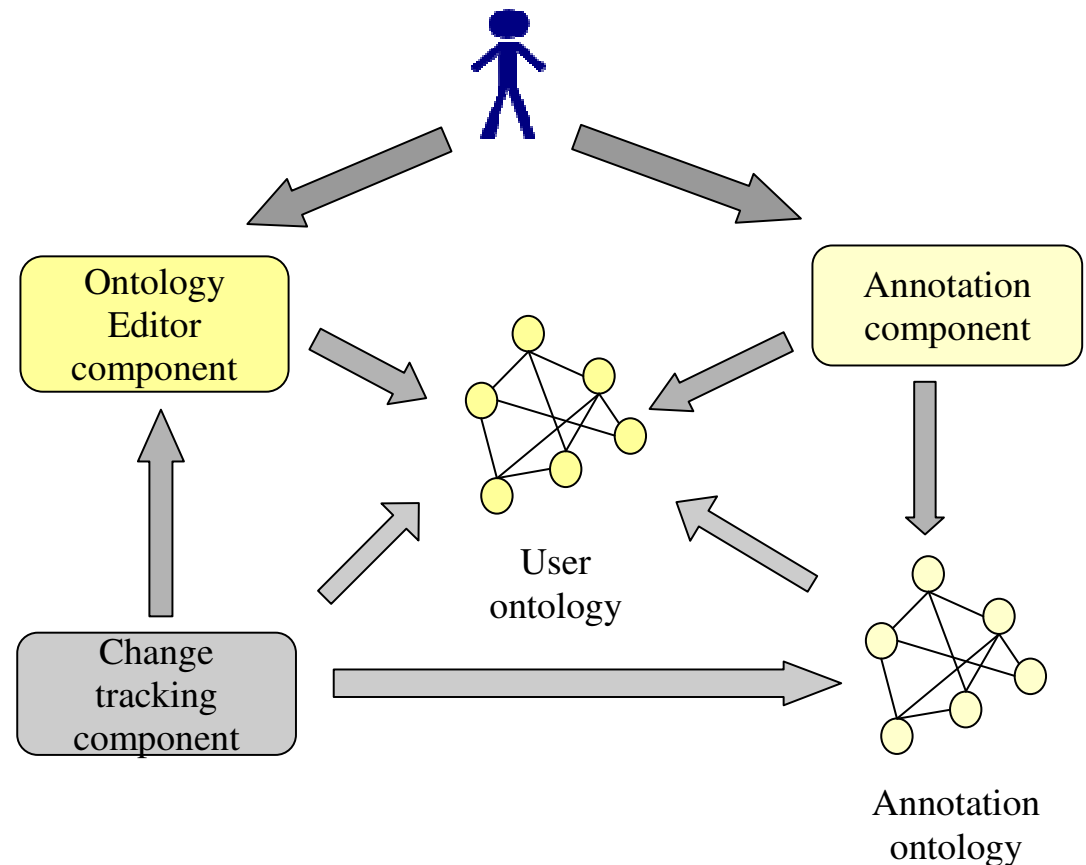 Ontology
Editor
component
Annotation
component
User
ontology
Change
tracking
component
Annotation
ontology